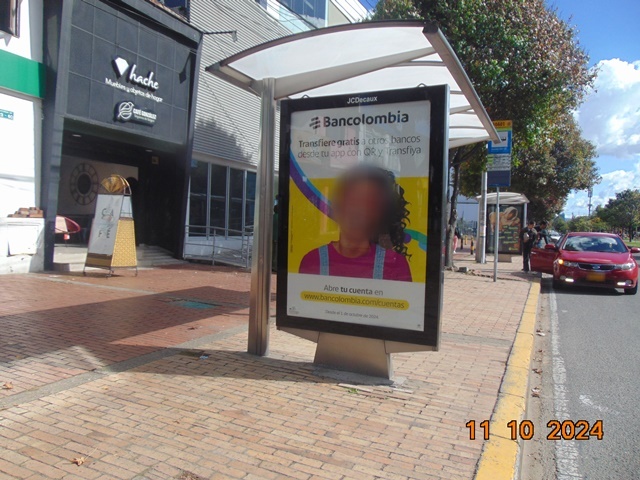 hache
Muebles y objetos de hogar
JCDecaux
Bancolombia
Transfiere gratis a otros bancos
desde tu app con QR y Transfiya
Abre tu cuenta en
www.bancolombia.com/cuentas
11 10 2024